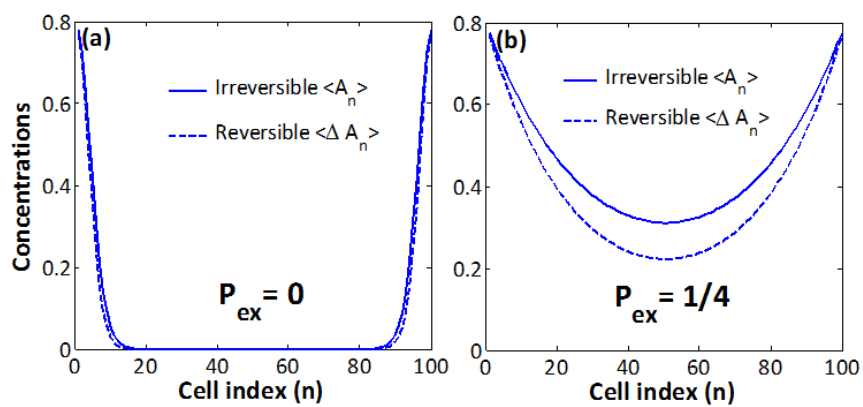 (a)
Irreversible <A_n>
Reversible <Δ A_n>
P_ex = 0
Concentrations
0.8
0.6
0.4
0.2
0
0 20 40 60 80 100
Cell index (n)
(b)
Irreversible <A_n>
Reversible <Δ A_n>
P_ex = 1/4
0.8
0.6
0.4
0.2
0
0 20 40 60 80 100
Cell index (n)